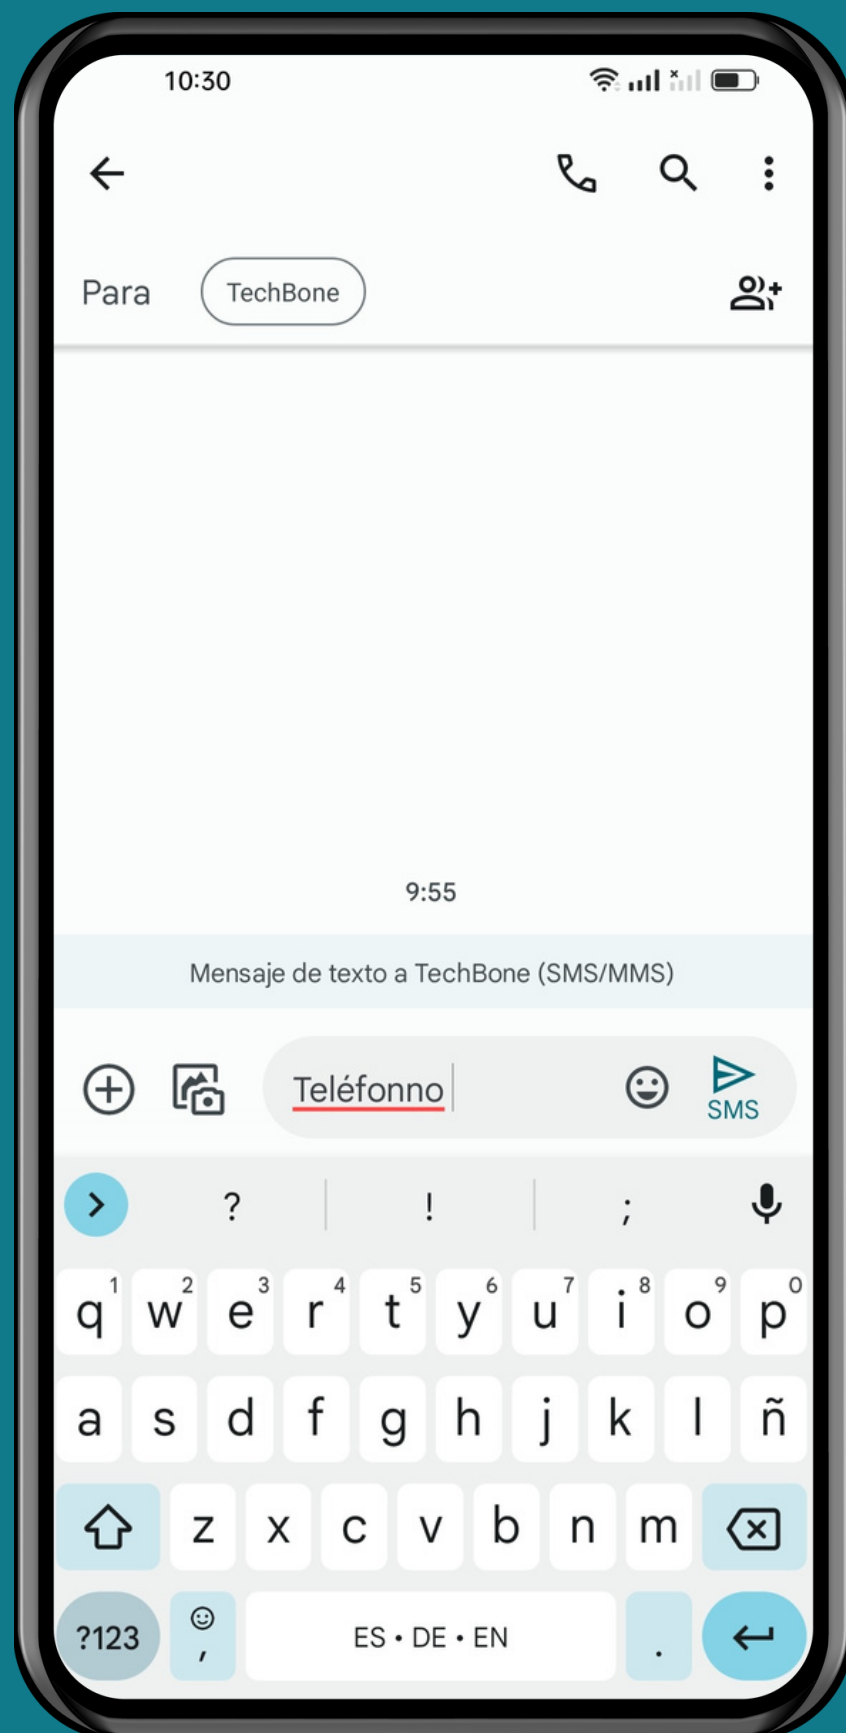 10:30
Para TechBone
9:55
Mensaje de texto a TechBone (SMS/MMS)
Teléfonno
SMS
? ! ;
q1 w2 e3 r4 t5 y6 u7 i8 o9 p0
a s d f g h j k l ñ
z x c v b n m
?123 , ES • DE • EN .